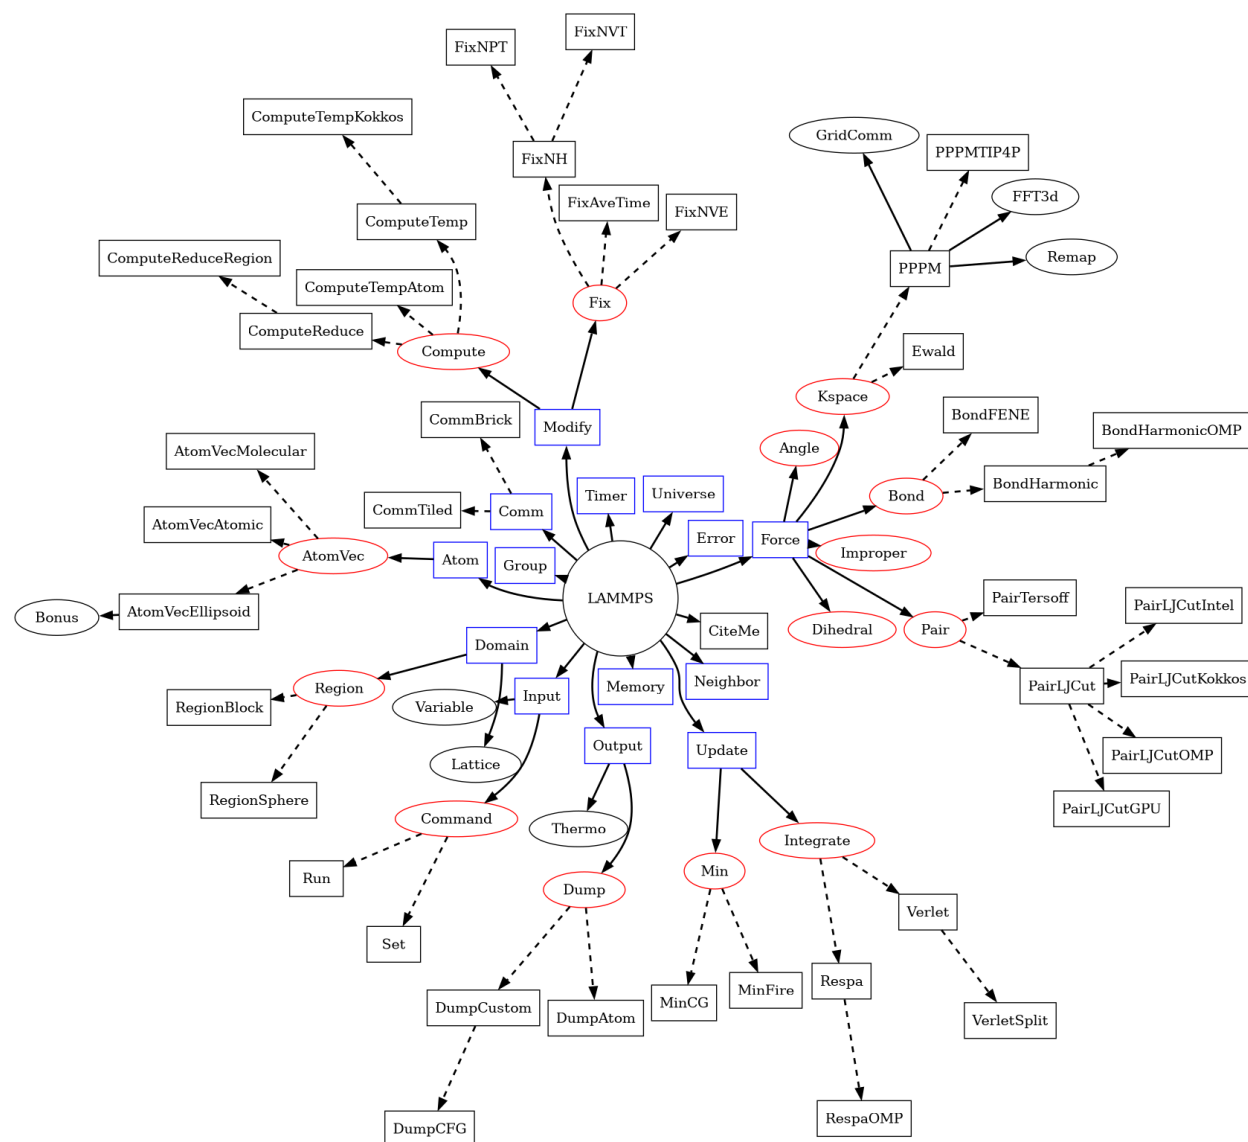 FixNVT
FixNPT
ComputeTempKokkos
GridComm
PPPMTIP4P
FixNH
FFT3d
FixAveTime
FixNVE
ComputeTemp
ComputeReduceRegion
Remap
PPPM
ComputeTempAtom
Fix
ComputeReduce
Compute
Ewald
Kspace
BondFENE
CommBrick
Modify
BondHarmonicOMP
AtomVecMolecular
Angle
BondHarmonic
Timer
Universe
Bond
CommTiled
Comm
AtomVecAtomic
Error
Force
Improper
AtomVec
Atom
Group
LAMMPS
PairTersoff
PairLJCutIntel
AtomVecEllipsoid
Bonus
CiteMe
Dihedral
Pair
Domain
PairLJCutKokkos
Neighbor
PairLJCut
Memory
Region
Input
RegionBlock
Variable
Output
Update
PairLJCutOMP
Lattice
RegionSphere
PairLJCutGPU
Command
Thermo
Integrate
Min
Run
Dump
Verlet
Set
Respa
MinFire
MinCG
DumpCustom
DumpAtom
VerletSplit
RespaOMP
DumpCFG